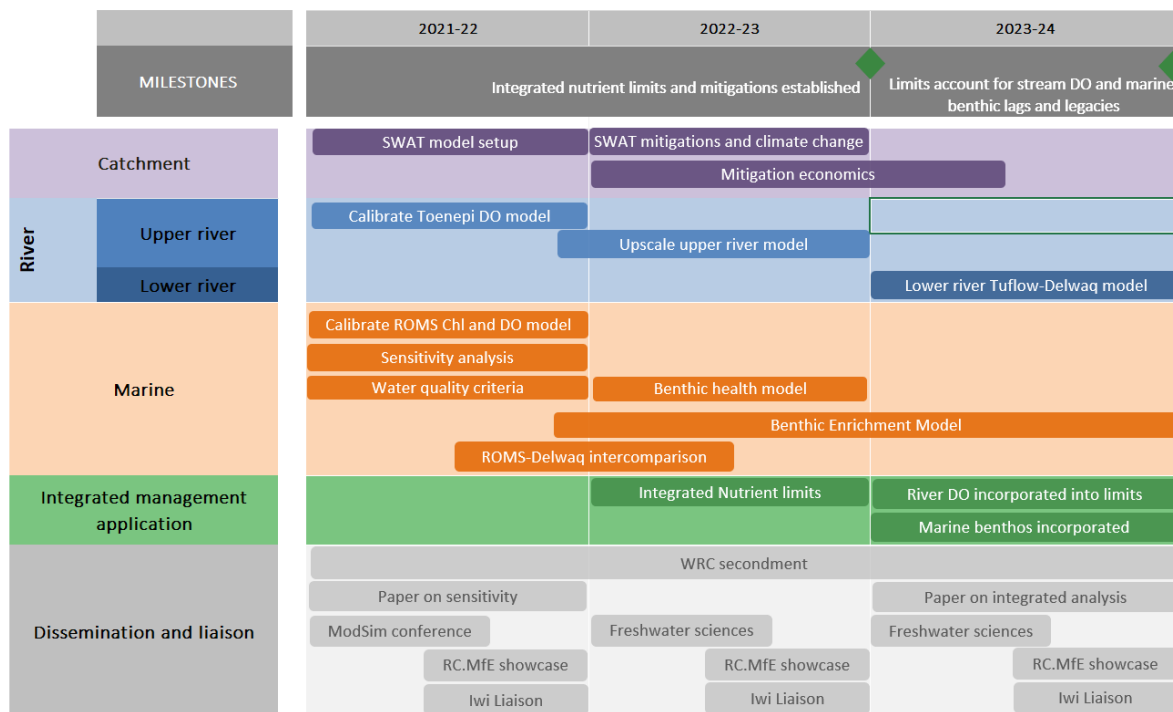 2021-22
2022-23
2023-24
MILESTONES
Integrated nutrient limits and mitigations established
Limits account for stream DO and marine
benthic lags and legacies
Catchment
SWAT model setup
SWAT mitigations and climate change
Mitigation economics
River
Upper river
Calibrate Toenepi DO model
Upscale upper river model
Lower river
Lower river Tuflow-Delwaq model
Marine
Calibrate ROMS Chl and DO model
Sensitivity analysis
Water quality criteria
Benthic health model
Benthic Enrichment Model
ROMS-Delwaq intercomparison
Integrated management
application
Integrated Nutrient limits
River DO incorporated into limits
Marine benthos incorporated
Dissemination and liaison
WRC secondment
Paper on sensitivity
Paper on integrated analysis
ModSim conference
Freshwater sciences
Freshwater sciences
RC.MfE showcase
RC.MfE showcase
RC.MfE showcase
Iwi Liaison
Iwi Liaison
Iwi Liaison